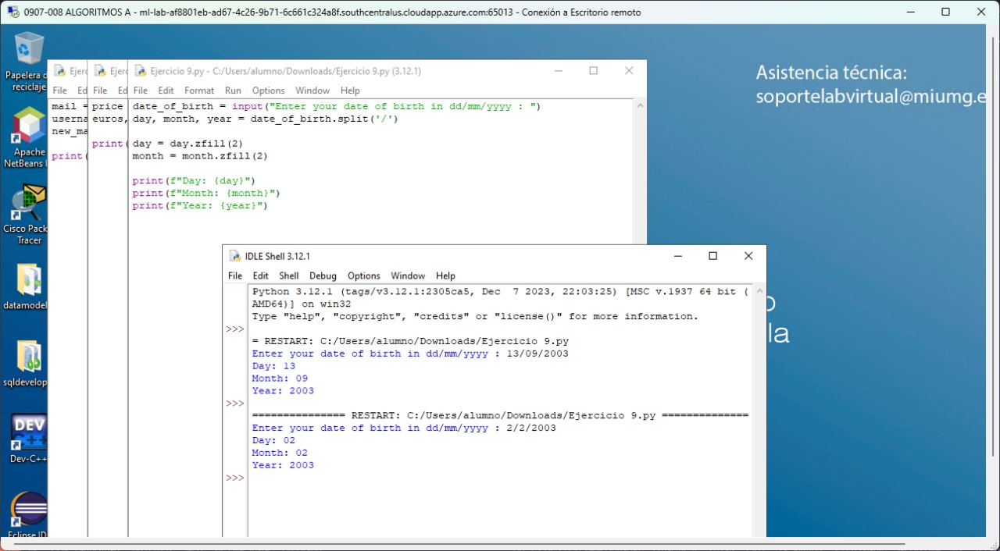 0907-008 ALGORITMOS A - ml-lab-af8801eb-ad67-4c26-9b71-6c661c324a8f.southcentralus.cloudapp.azure.com:65013 - Conexión a Escritorio remoto
Papelera d
reciclaje
Apache
NetBeans I
Cisco Pack
Tracer
datamodel
sqldevelop
DEV
C++
Dev-C++
Eclipse ID
Asistencia técnica:
soportelabvirtual@miumg.e
o
la
Ejerc
File Ed
mail =
userna
new_ma
print(
Ejerc
File Ed
price
euros,
print(
Ejercicio 9.py - C:/Users/alumno/Downloads/Ejercicio 9.py (3.12.1)
File Edit Format Run Options Window Help
date_of_birth = input("Enter your date of birth in dd/mm/yyyy : ")
day, month, year = date_of_birth.split('/')
day = day.zfill(2)
month = month.zfill(2)
print(f"Day: {day}")
print(f"Month: {month}")
print(f"Year: {year}")
IDLE Shell 3.12.1
File Edit Shell Debug Options Window Help
Python 3.12.1 (tags/v3.12.1:2305ca5, Dec  7 2023, 22:03:25) [MSC v.1937 64 bit (
AMD64)] on win32
Type "help", "copyright", "credits" or "license()" for more information.
>>>
= RESTART: C:/Users/alumno/Downloads/Ejercicio 9.py
Enter your date of birth in dd/mm/yyyy : 13/09/2003
Day: 13
Month: 09
Year: 2003
>>>
=============== RESTART: C:/Users/alumno/Downloads/Ejercicio 9.py ==============
Enter your date of birth in dd/mm/yyyy : 2/2/2003
Day: 02
Month: 02
Year: 2003
>>>